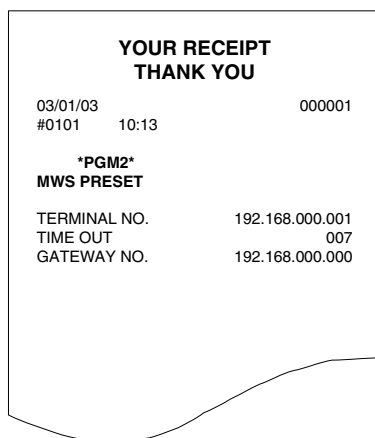 YOUR RECEIPT
THANK YOU
03/01/03 000001
#0101 10:13
*PGM2*
MWS PRESET
TERMINAL NO. 192.168.000.001
TIME OUT 007
GATEWAY NO. 192.168.000.000